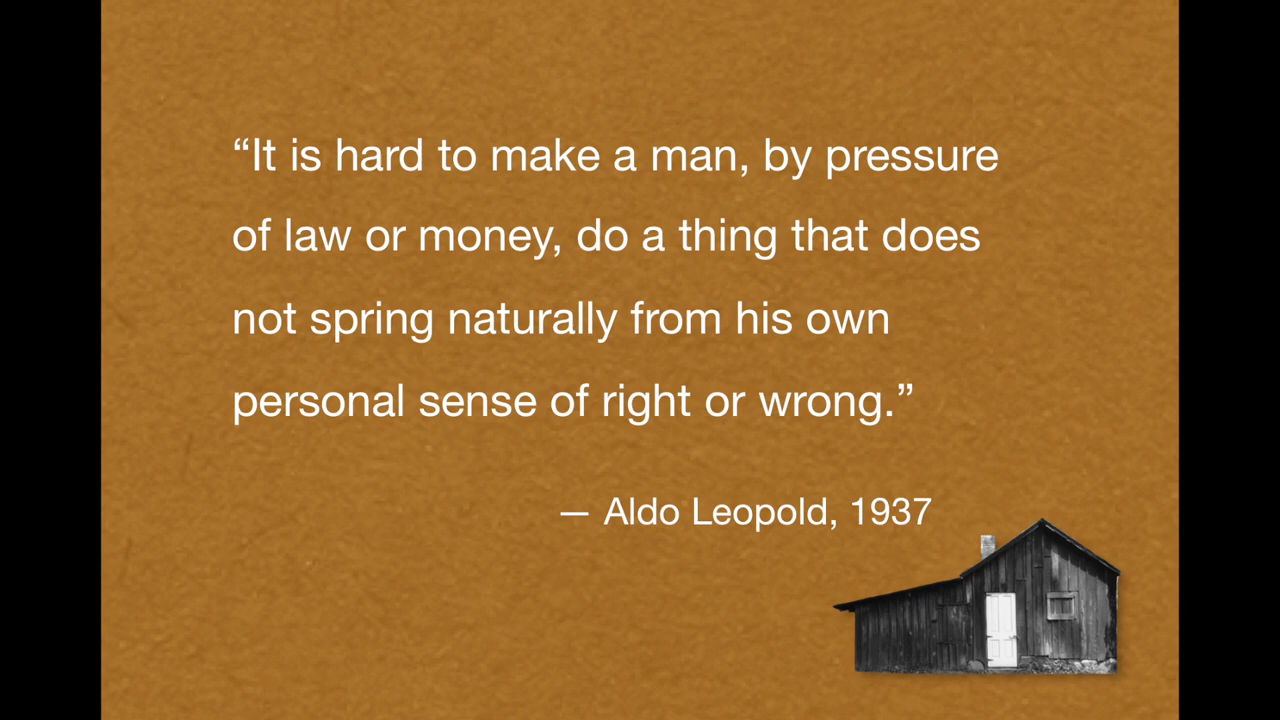 “It is hard to make a man, by pressure
of law or money, do a thing that does
not spring naturally from his own
personal sense of right or wrong.”
— Aldo Leopold, 1937